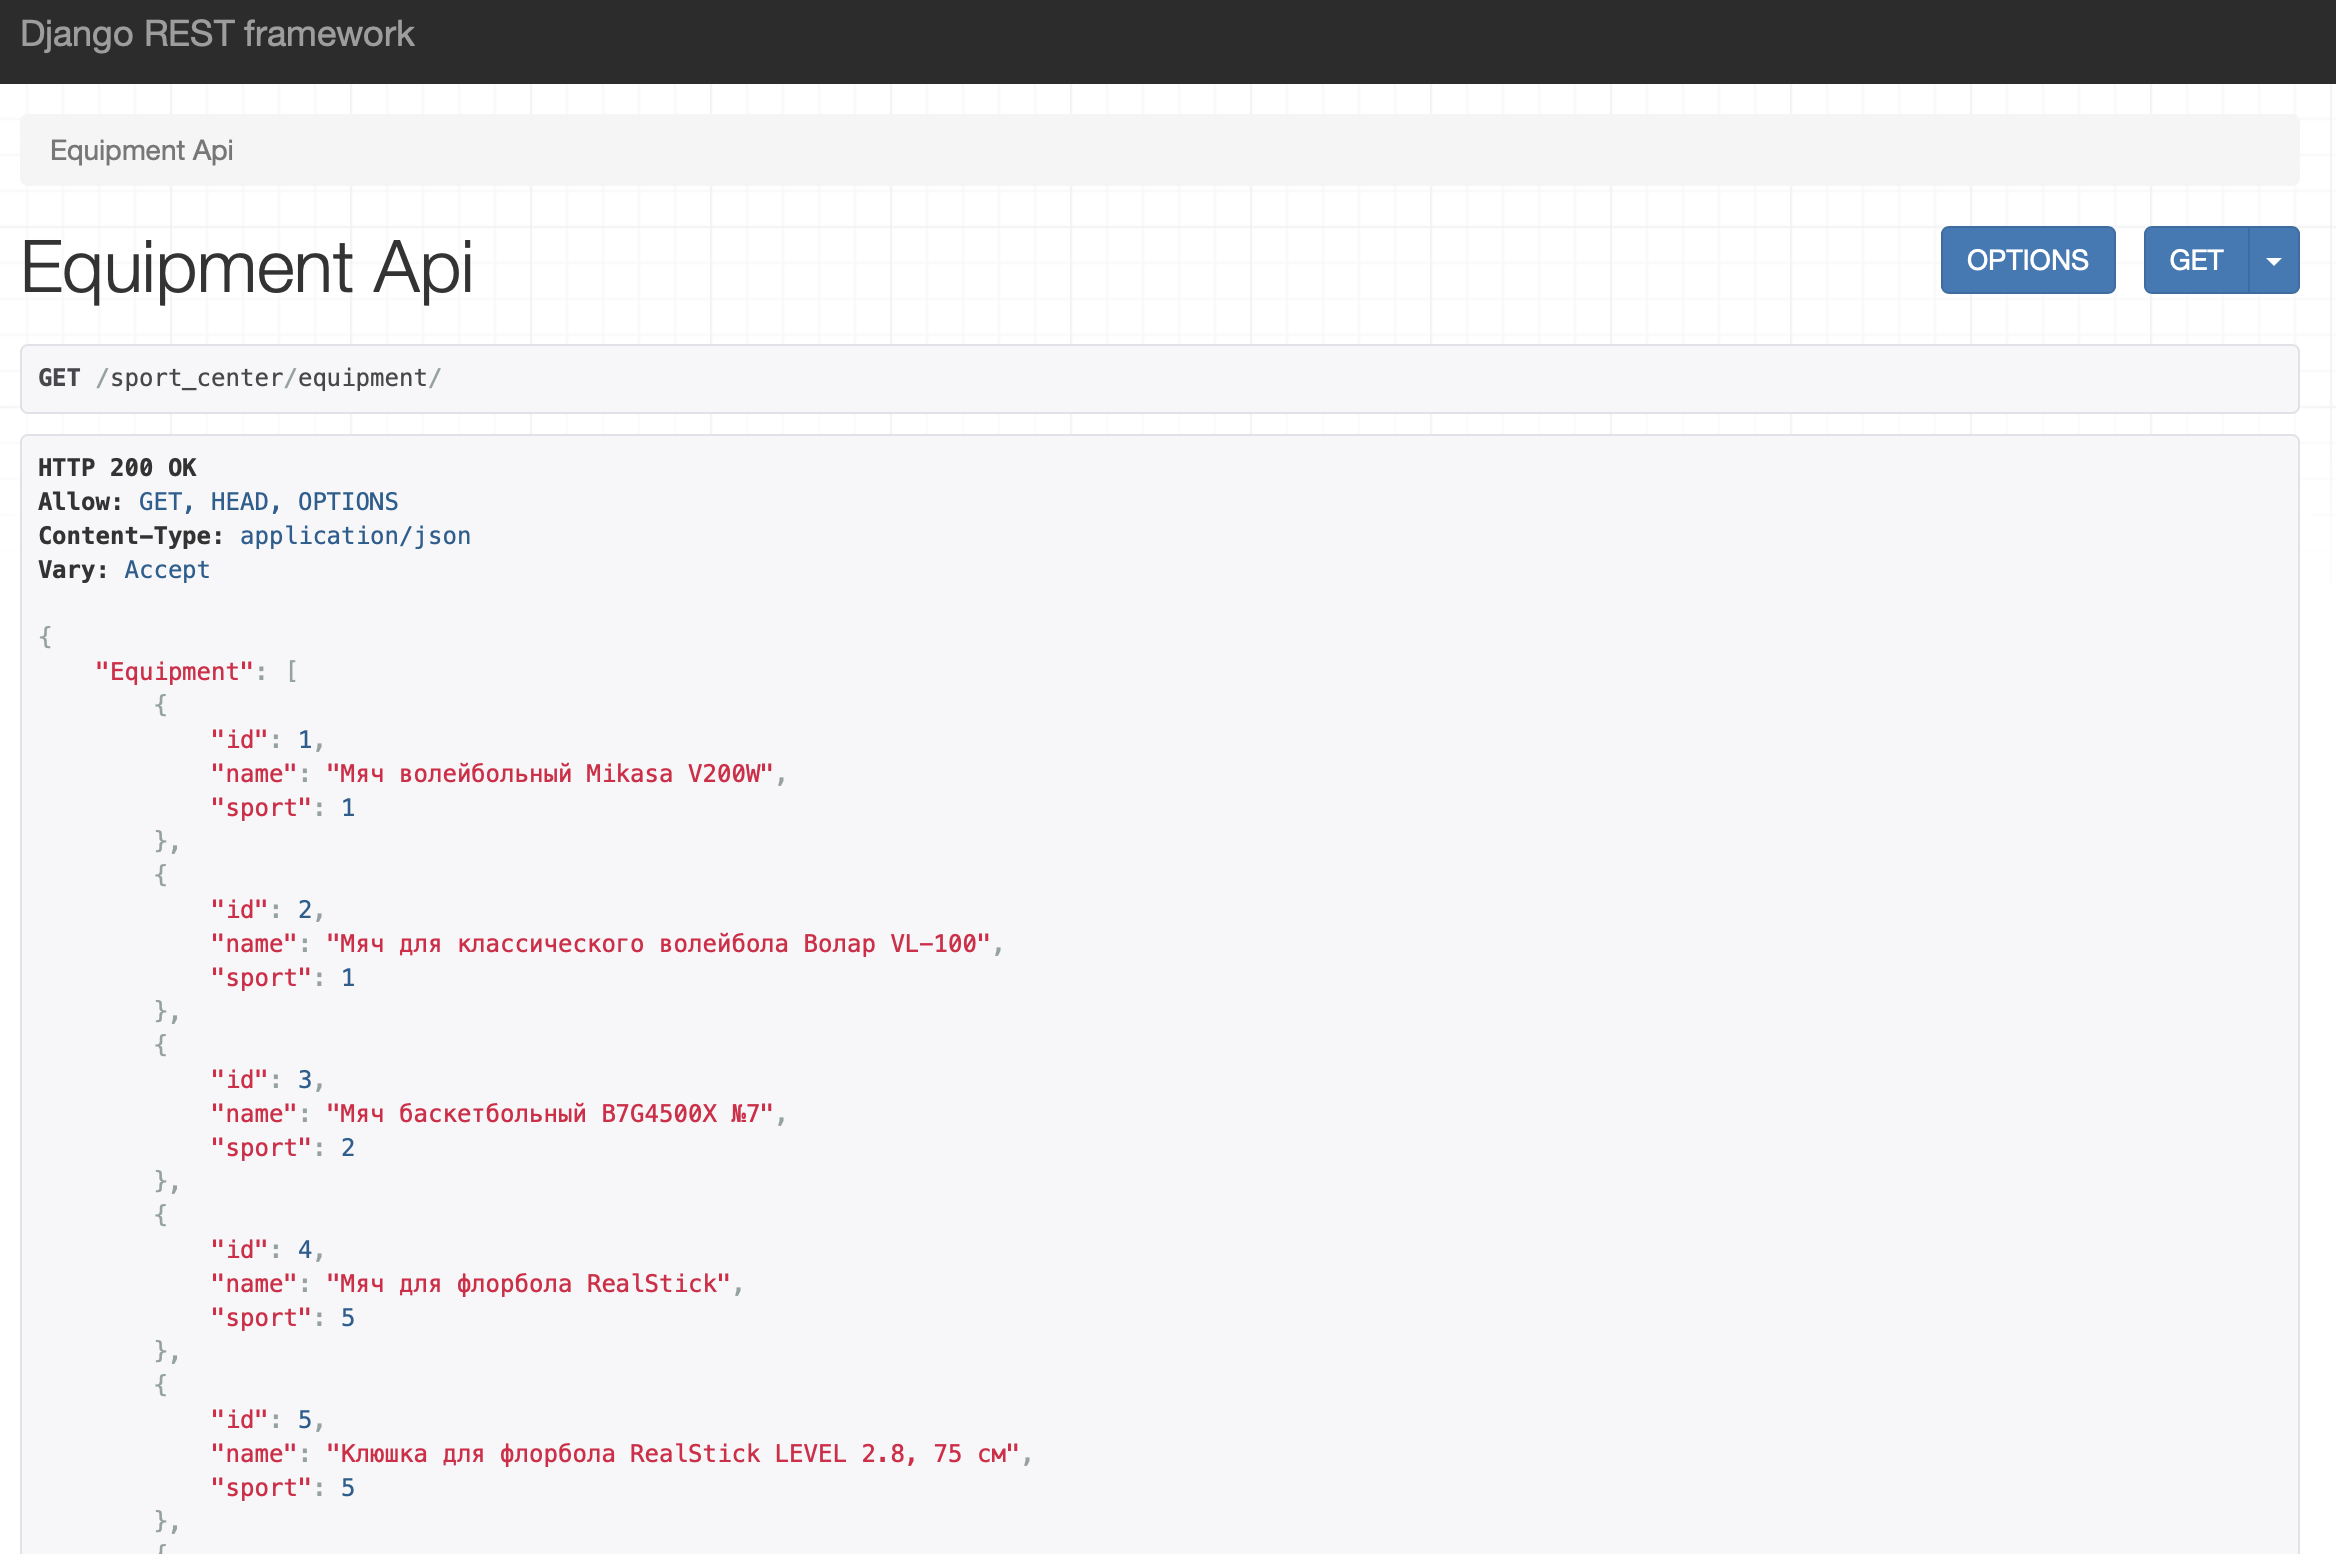 Django REST framework
Equipment Api
Equipment Api
OPTIONS
GET
GET /sport_center/equipment/
HTTP 200 OK
Allow: GET, HEAD, OPTIONS
Content-Type: application/json
Vary: Accept
{
"Equipment": [
{
"id": 1,
"name": "Мяч волейбольный Mikasa V200W",
"sport": 1
},
{
"id": 2,
"name": "Мяч для классического волейбола Волар VL-100",
"sport": 1
},
{
"id": 3,
"name": "Мяч баскетбольный B7G4500X №7",
"sport": 2
},
{
"id": 4,
"name": "Мяч для флорбола RealStick",
"sport": 5
},
{
"id": 5,
"name": "Клюшка для флорбола RealStick LEVEL 2.8, 75 см",
"sport": 5
},
{